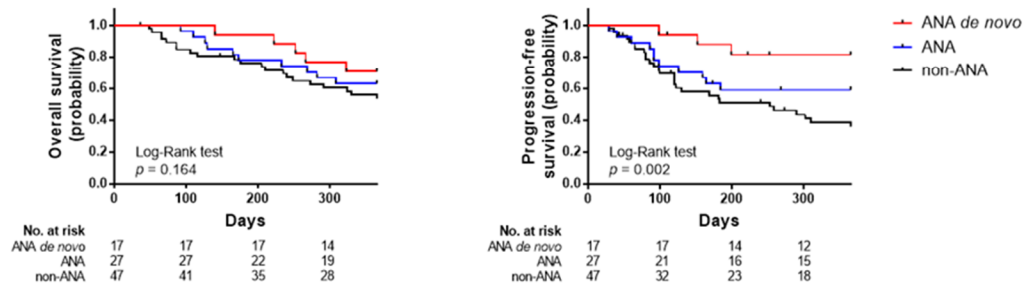 Overall survival
(probability)
1.0
0.8
0.6
0.4
0.2
0.0
Log-Rank test
p = 0.164
0 100 200 300
Days
No. at risk
ANA de novo 17 17 17 14
ANA 27 27 22 19
non-ANA 47 41 35 28
Progression-free
survival (probability)
1.0
0.8
0.6
0.4
0.2
0.0
Log-Rank test
p = 0.002
0 100 200 300
Days
No. at risk
ANA de novo 17 17 14 12
ANA 27 21 16 15
non-ANA 47 32 23 18
ANA de novo
ANA
non-ANA